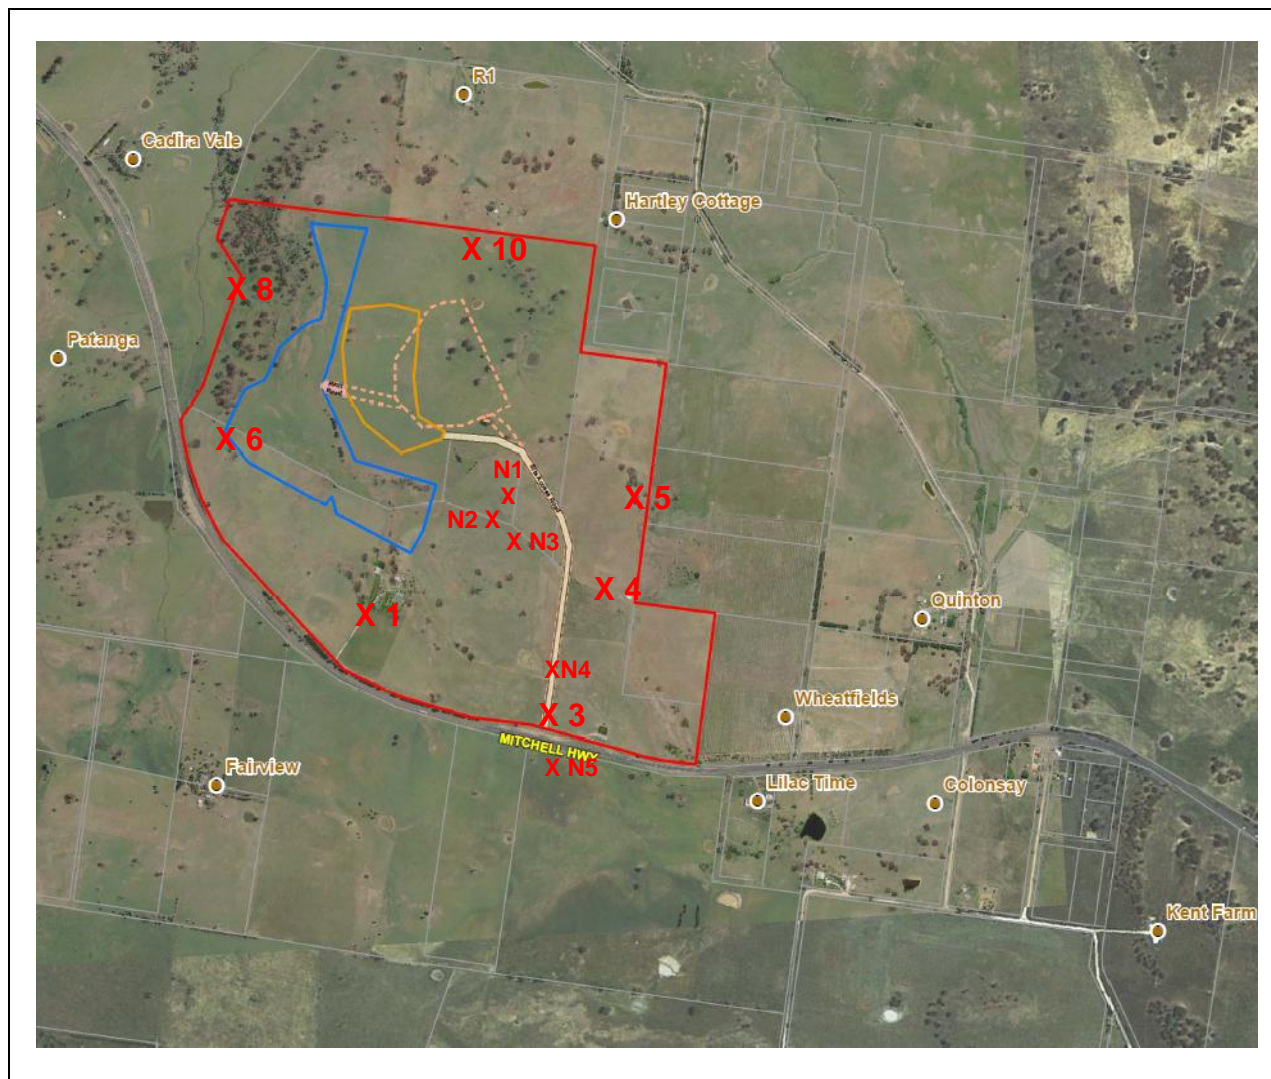 R1
Cadira Vale
Hartley Cottage
X 10
X 8
Patanga
X 6
N1
X
X 5
N2 X
X N3
X 4
Quinton
X 1
XN4
Wheatfields
X 3
MITCHELL HWY
X N5
Fairview
Lilac Time
Colonsay
Kent Farm